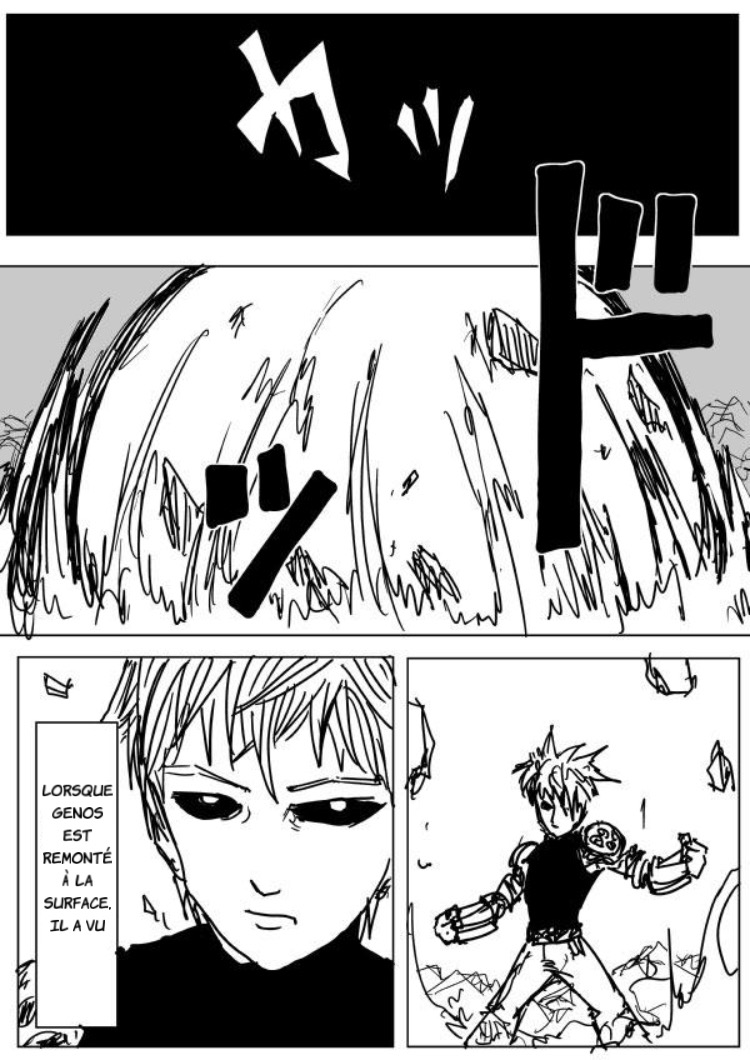 カッ
ドッ
LORSQUE
GENOS
EST
REMONTÉ
À LA
SURFACE,
IL A VU